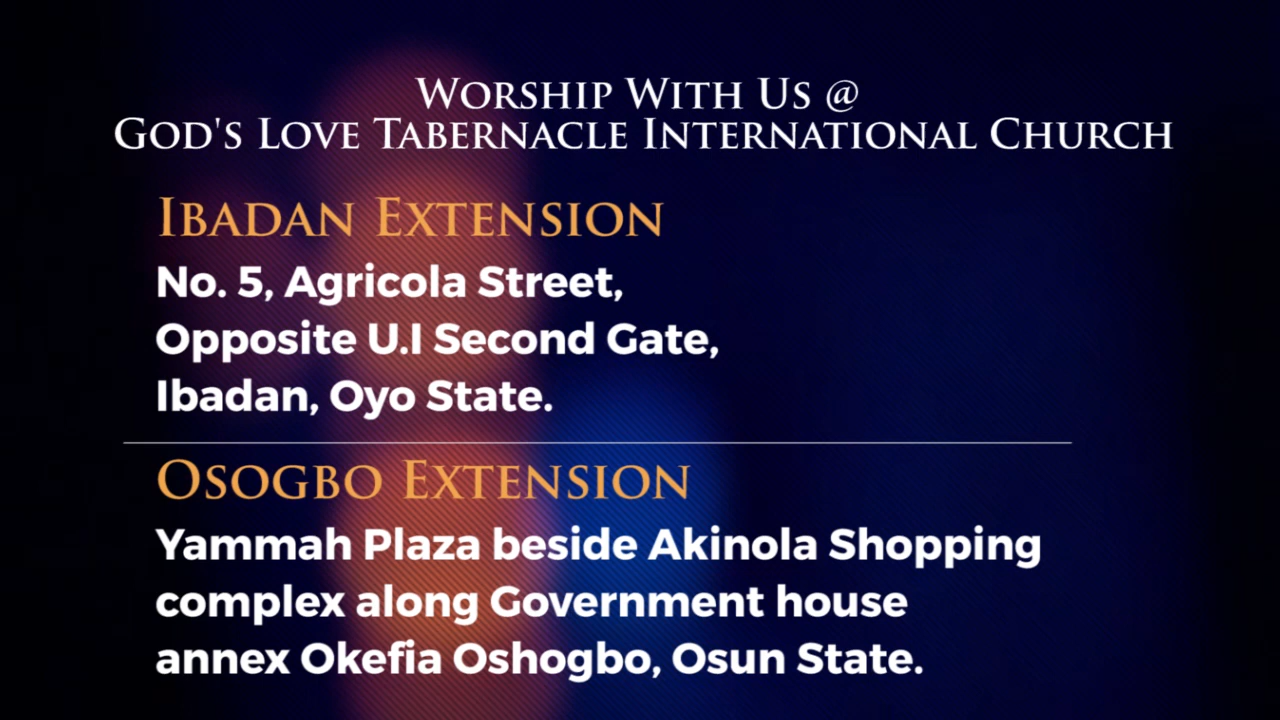 Worship With Us @
God's Love Tabernacle International Church
Ibadan Extension
No. 5, Agricola Street,
Opposite U.I Second Gate,
Ibadan, Oyo State.
Osogbo Extension
Yammah Plaza beside Akinola Shopping
complex along Government house
annex Okefia Oshogbo, Osun State.